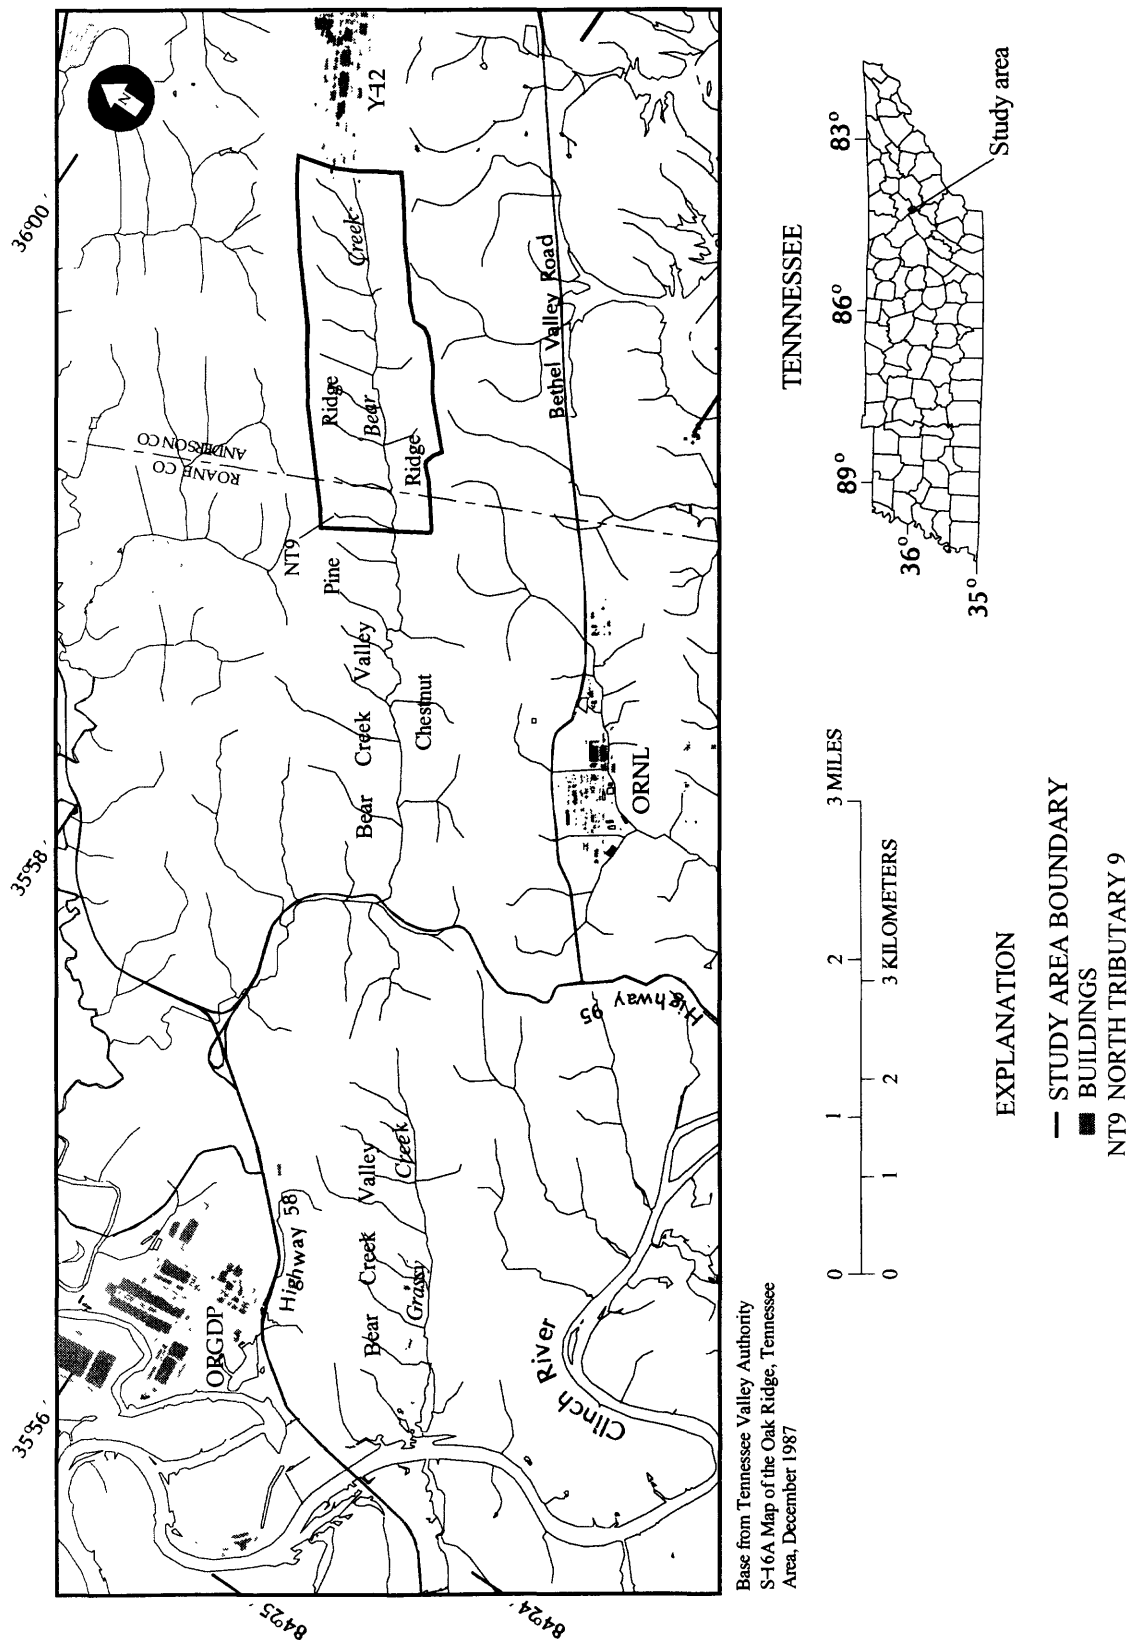 36°00'
35°58'
35°56'
84°25'
84°24'
N
Y-12
Creek
Bear
Ridge
Ridge
Bethel Valley Road
ROANE CO
ANDERSON CO
NT9
Pine
Bear Creek Valley
Chestnut
ORNL
Highway 95
Highway 58
ORGDP
Bear Creek Valley
Grassy Creek
Clinch River
Base from Tennessee Valley Authority
S-16A Map of the Oak Ridge, Tennessee
Area, December 1987
0 1 2 3 MILES
0 1 2 3 KILOMETERS
EXPLANATION
STUDY AREA BOUNDARY
BUILDINGS
NT9 NORTH TRIBUTARY 9
TENNNESSEE
89° 86° 83°
36°
35°
Study area